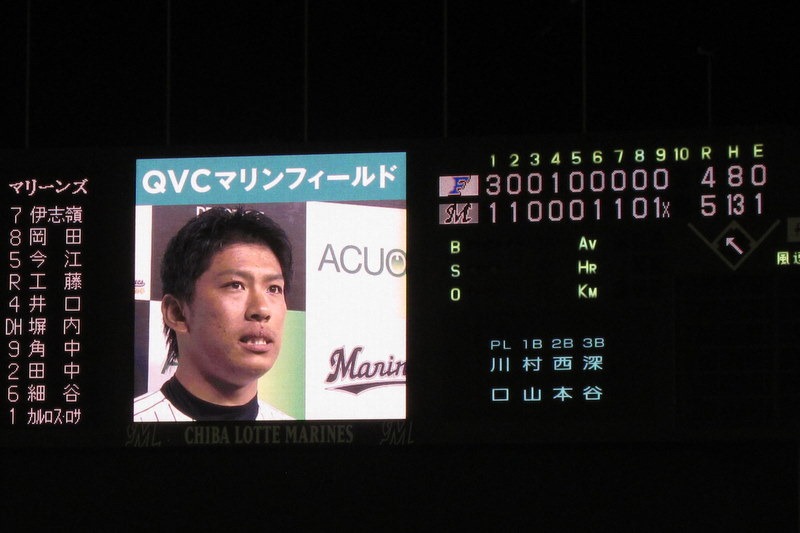 マリーンズ
7 伊志嶺
8 岡田
5 今江
R 工藤
4 井口
DH 塀内
9 角中
2 田中
6 細谷
1 カルロス・ロサ
QVCマリンフィールド
ACUO
Marin
CHIBA LOTTE MARINES
1 2 3 4 5 6 7 8 9 10 R H E
F 3 0 0 1 0 0 0 0 0 4 8 0
M 1 1 0 0 0 1 1 0 1X 5 13 1
B Av
S HR
O KM
風速
PL 1B 2B 3B
川 村 西 深
口 山 本 谷